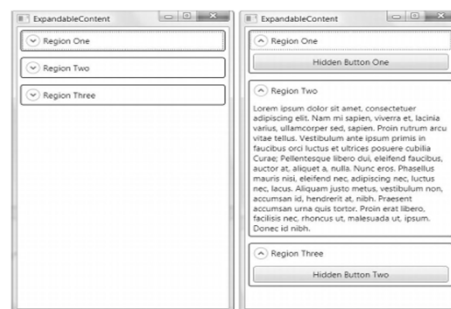 ExpandableContent
Region One
Region Two
Region Three
ExpandableContent
Region One
Hidden Button One
Region Two
Lorem ipsum dolor sit amet, consectetuer
adipiscing elit. Nam mi sapien, viverra et, lacinia
varius, ullamcorper sed, sapien. Proin rutrum arcu
vitae tellus. Vestibulum ante ipsum primis in
faucibus orci luctus et ultrices posuere cubilia
Curae; Pellentesque libero dui, eleifend faucibus,
auctor at, aliquet a, nulla. Nunc eros. Phasellus
mauris nisi, eleifend nec, adipiscing nec, luctus
nec, lacus. Aliquam justo metus, vestibulum non,
accumsan id, hendrerit at, nibh. Praesent
accumsan urna quis tortor. Proin erat libero,
facilisis nec, rhoncus ut, malesuada ut, ipsum.
Donec id nibh.
Region Three
Hidden Button Two